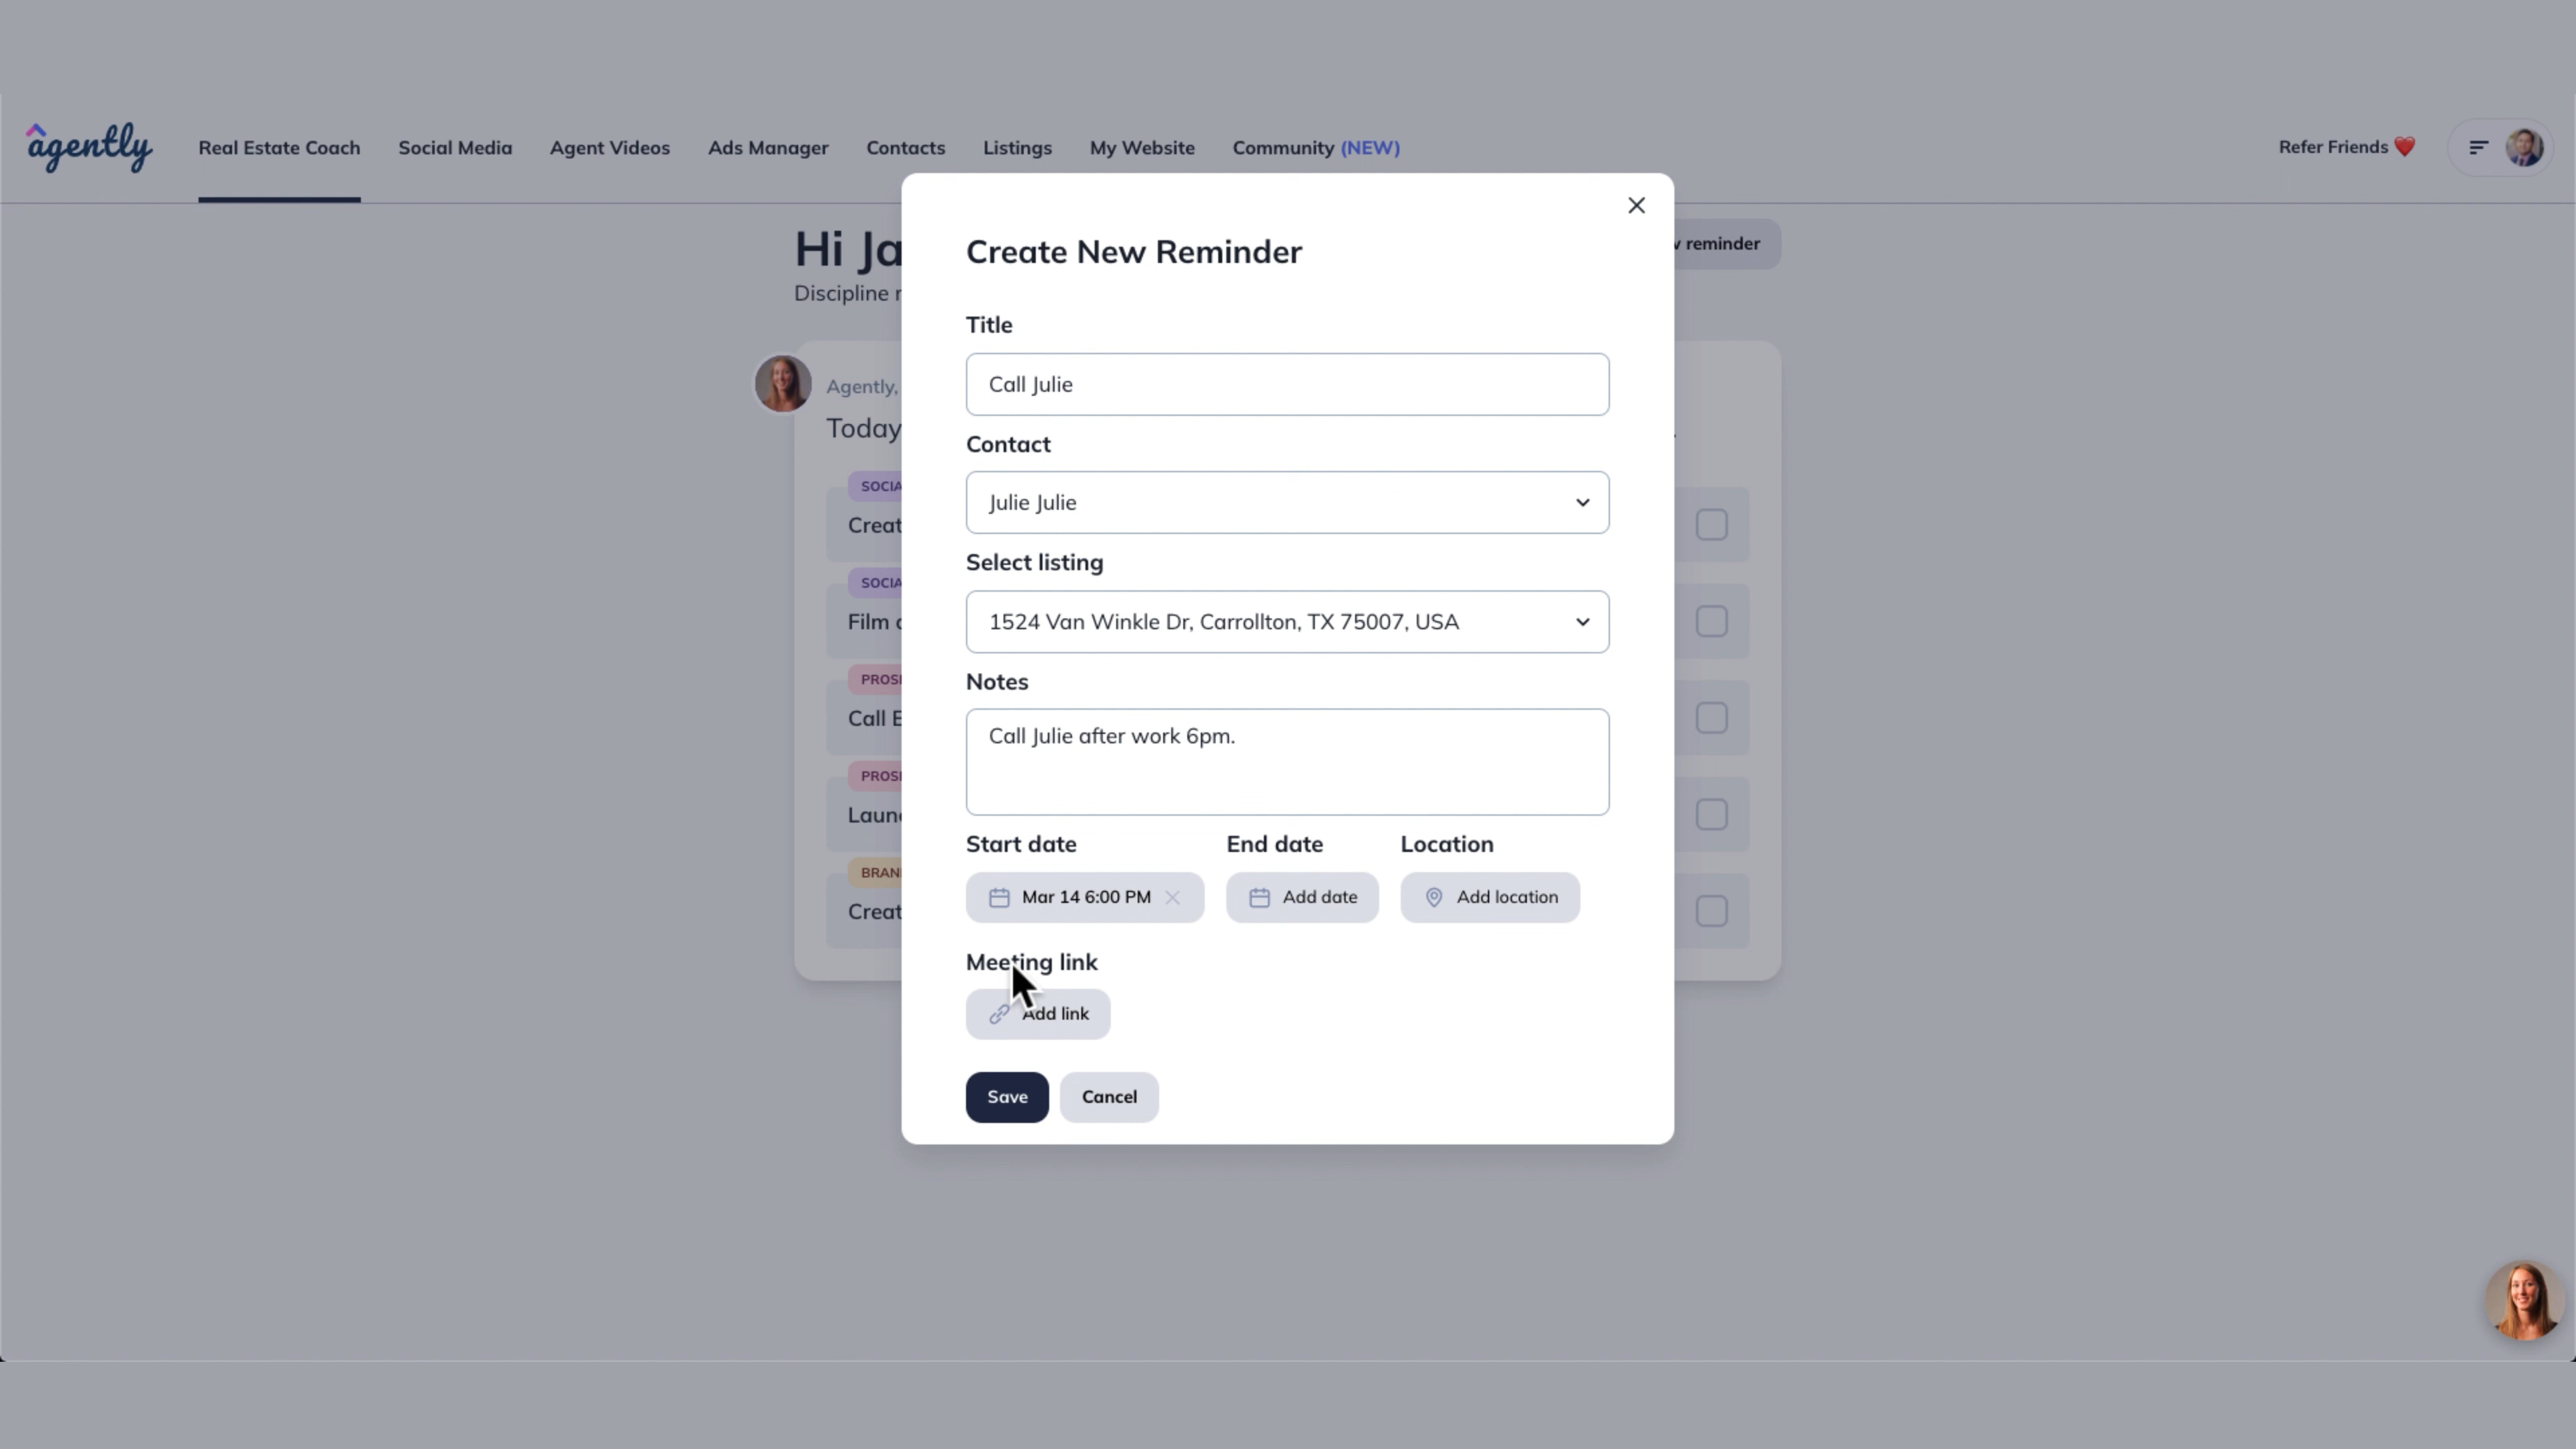 agently
Real Estate Coach
Social Media
Agent Videos
Ads Manager
Contacts
Listings
My Website
Community (NEW)
Refer Friends
Hi Ja
reminder
Discipline
Create New Reminder
Title
Call Julie
Agently,
Today
Contact
Julie Julie
SOCIA
Creat
Select listing
1524 Van Winkle Dr, Carrollton, TX 75007, USA
SOCIA
Film
Notes
Call Julie after work 6pm.
PROS
Call
PROS
Laun
Start date
End date
Location
Mar 14 6:00 PM
Add date
Add location
BRAN
Creat
Meeting link
Add link
Save
Cancel